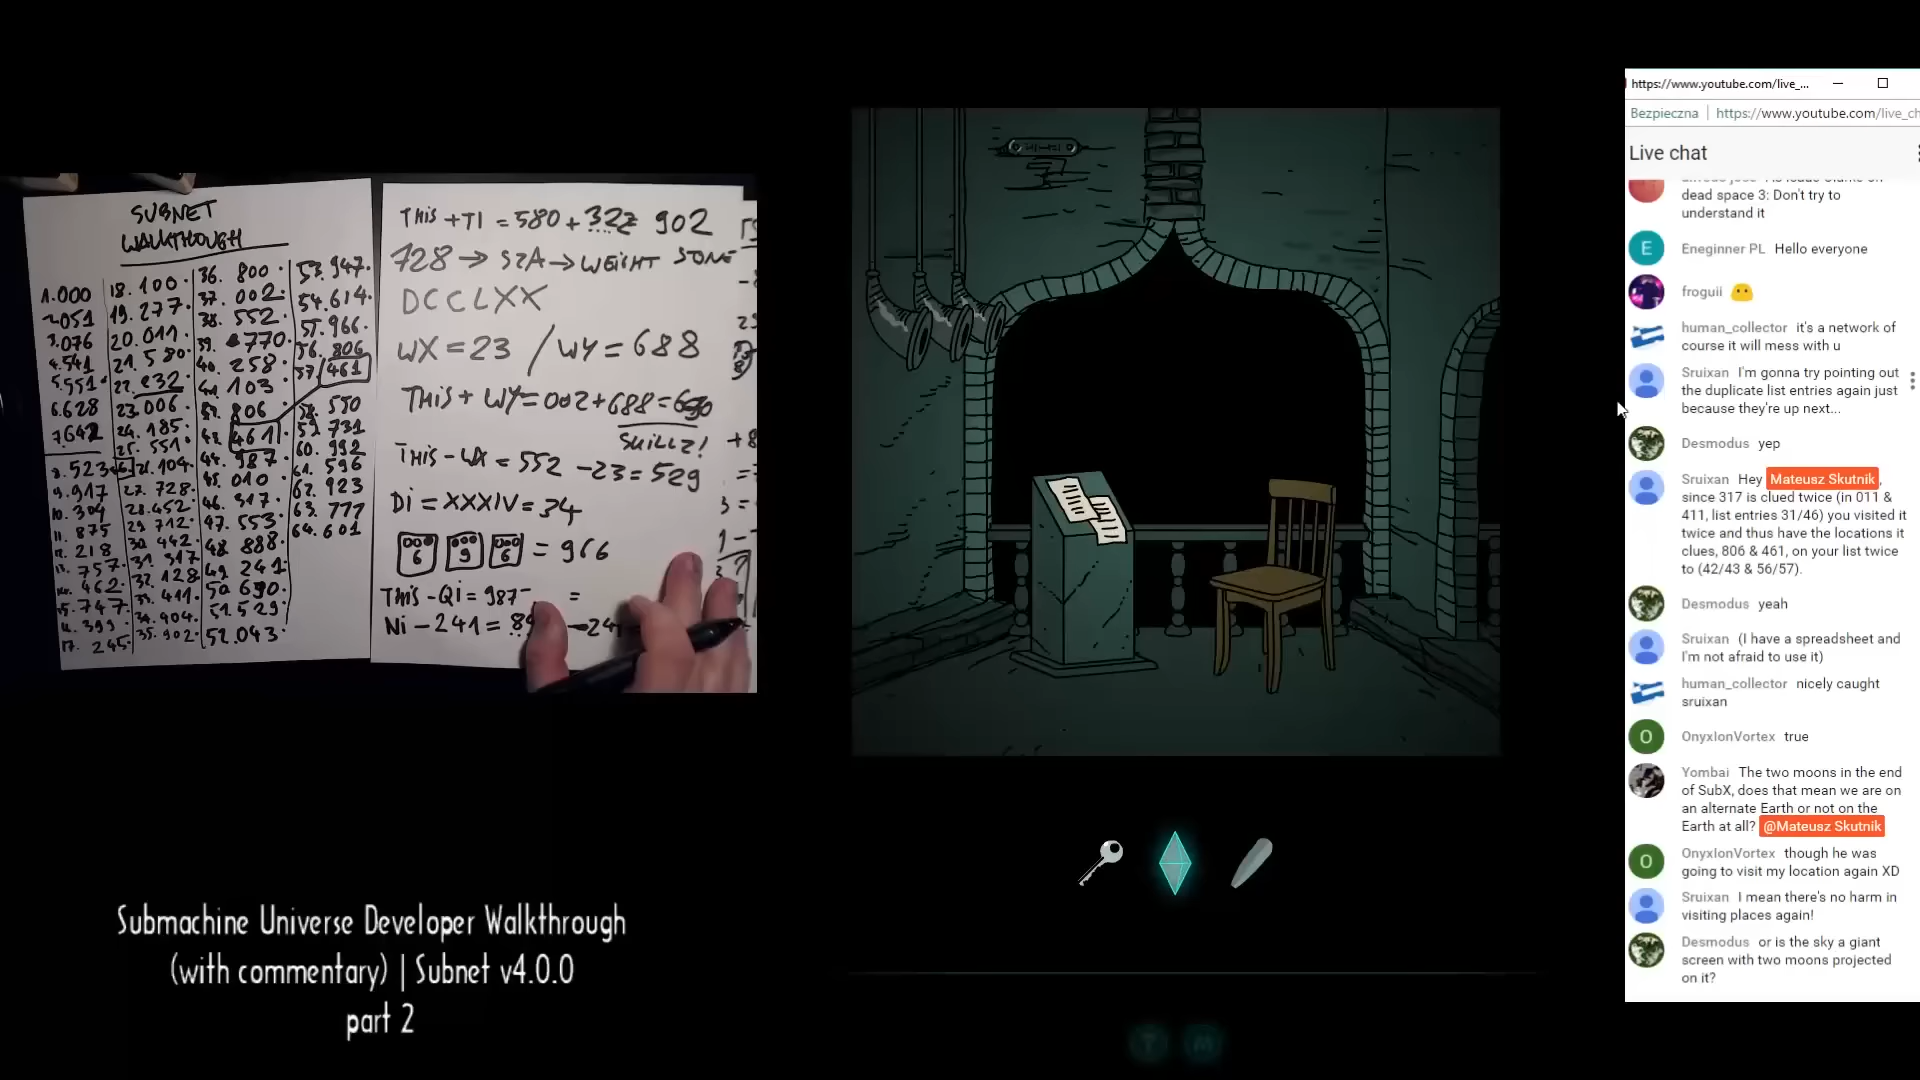 SUBNET
WALKTHOUGH
1.000
2.051
3.076
4.541
5.551
6.628
7.642
8.523
9.917
10.304
11. 875
12. 218
13. 757
14. 462
15. 747
16. 399
17. 245
18. 100
19. 277
20. 011
21. 580
22. 232
23. 006
24. 185
25. 551
26. 104
27. 728
28. 452
29. 712
30. 442
31. 317
32. 128
33. 411
34. 904
35. 902
36. 800
37. 002
38. 552
39. 770
40. 258
41. 103
42. 806
43. 461
44. 987
45. 010
46. 317
47. 553
48. 888
49. 241
50. 690
51. 529
52. 043
53. 947
54. 614
55. 966
56. 806
57. 461
58. 550
59. 731
60. 992
61. 596
62. 923
63. 777
64. 601
THis + TI = 580 + 322 902
728 → SZA → WEIGHT STONE
DCCLXX
WX = 23 / WY = 688
THis + WY = 002 + 688 = 690
SKILLZ!
THis - WX = 552 - 23 = 529
Di = XXXIV = 34
6 9 6 = 966
THis - Qi = 987 - =
Ni - 241 =
Submachine Universe Developer Walkthrough
(with commentary) | Subnet v4.0.0
part 2
T M
https://www.youtube.com/live_...
Bezpieczna https://www.youtube.com/live_ch
Live chat
dead space 3: Don't try to
understand it
E Eneginner PL Hello everyone
froguii
human_collector it's a network of
course it will mess with u
Sruixan I'm gonna try pointing out
the duplicate list entries again just
because they're up next...
Desmodus yep
Sruixan Hey Mateusz Skutnik,
since 317 is clued twice (in 011 &
411, list entries 31/46) you visited it
twice and thus have the locations it
clues, 806 & 461, on your list twice
to (42/43 & 56/57).
Desmodus yeah
Sruixan (I have a spreadsheet and
I'm not afraid to use it)
human_collector nicely caught
sruixan
O OnyxIonVortex true
Yombai The two moons in the end
of SubX, does that mean we are on
an alternate Earth or not on the
Earth at all? @Mateusz Skutnik
O OnyxIonVortex though he was
going to visit my location again XD
Sruixan I mean there's no harm in
visiting places again!
Desmodus or is the sky a giant
screen with two moons projected
on it?